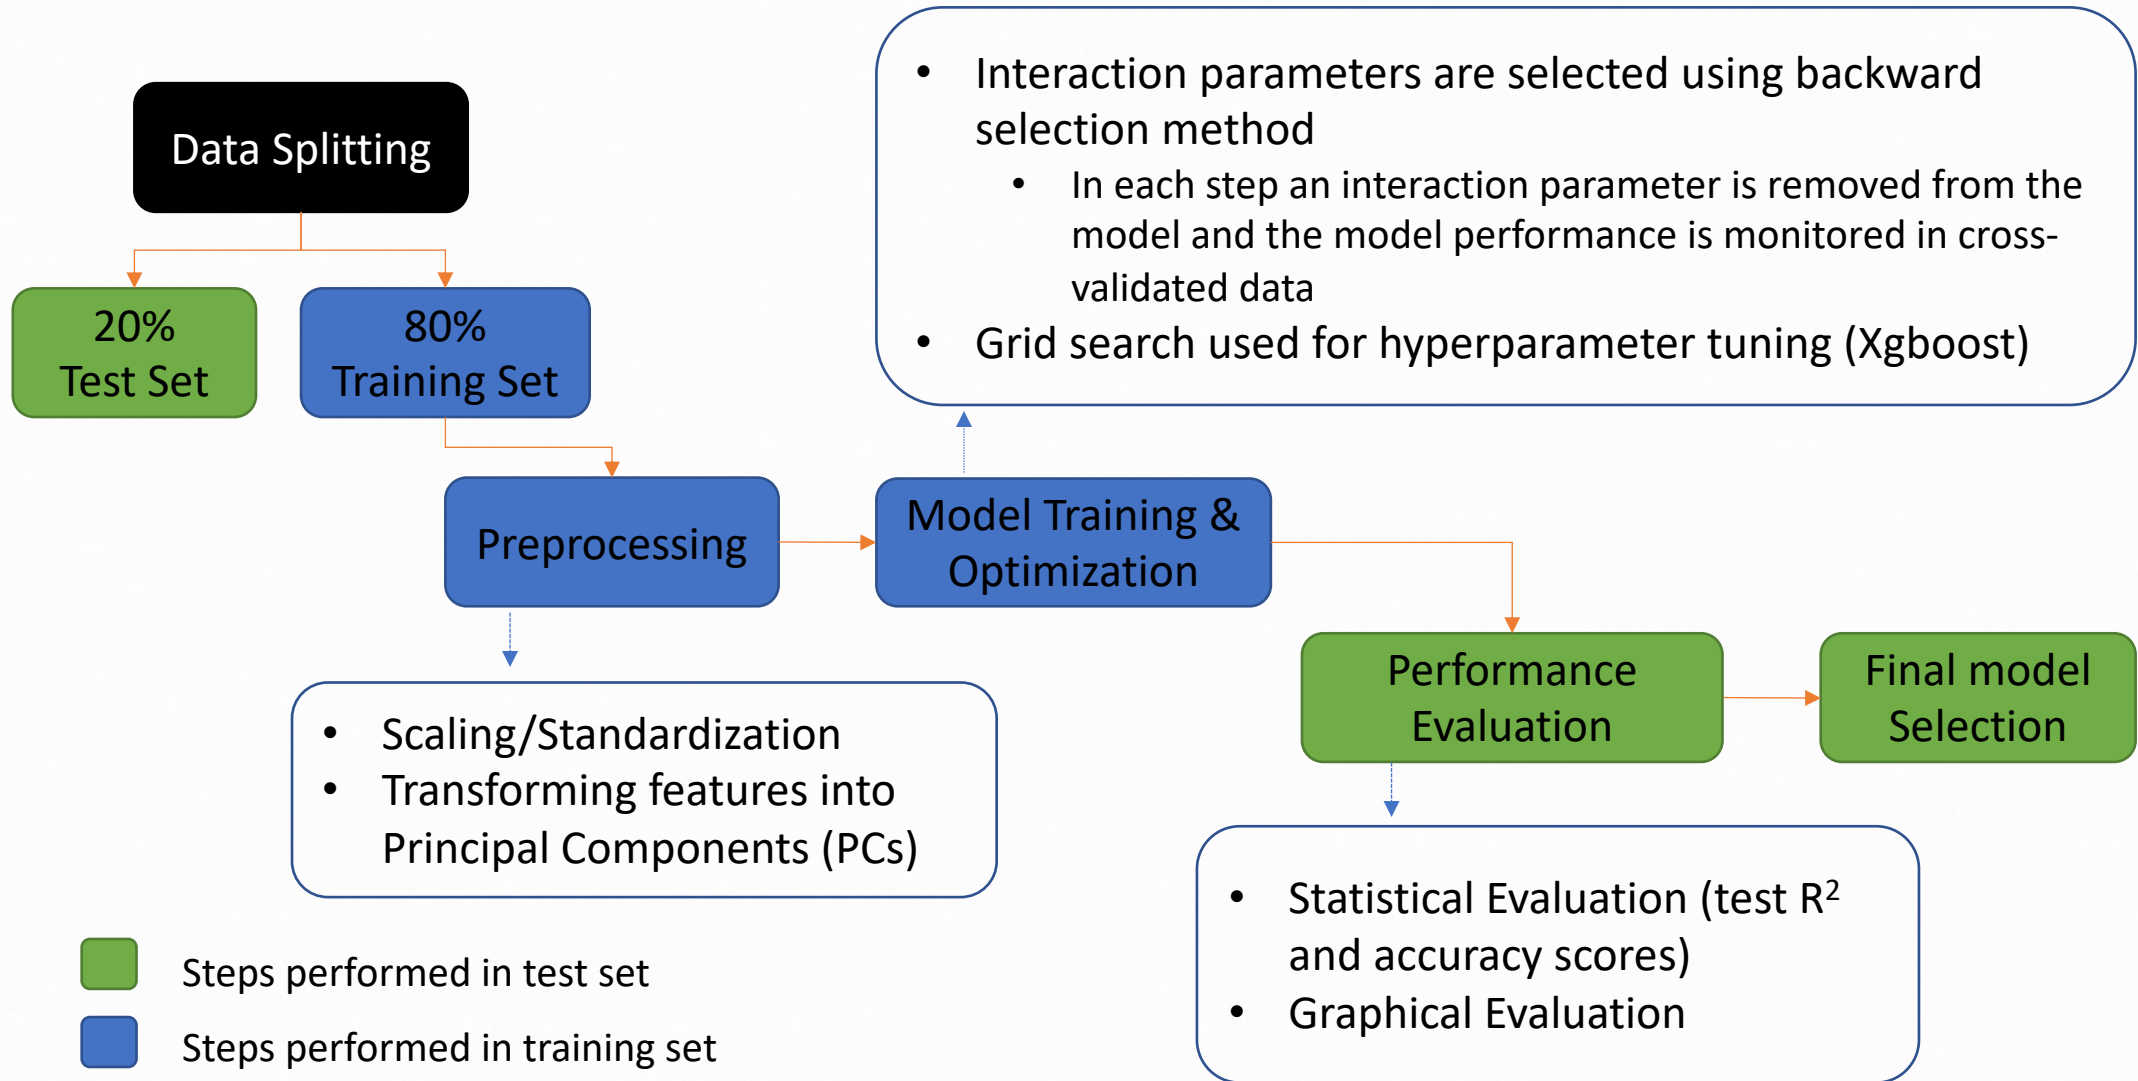 Data Splitting
20%
Test Set
80%
Training Set
• Interaction parameters are selected using backward
selection method
• In each step an interaction parameter is removed from the
model and the model performance is monitored in cross-
validated data
• Grid search used for hyperparameter tuning (Xgboost)
Preprocessing
Model Training &
Optimization
• Scaling/Standardization
• Transforming features into
Principal Components (PCs)
Performance
Evaluation
Final model
Selection
• Statistical Evaluation (test R²
and accuracy scores)
• Graphical Evaluation
Steps performed in test set
Steps performed in training set